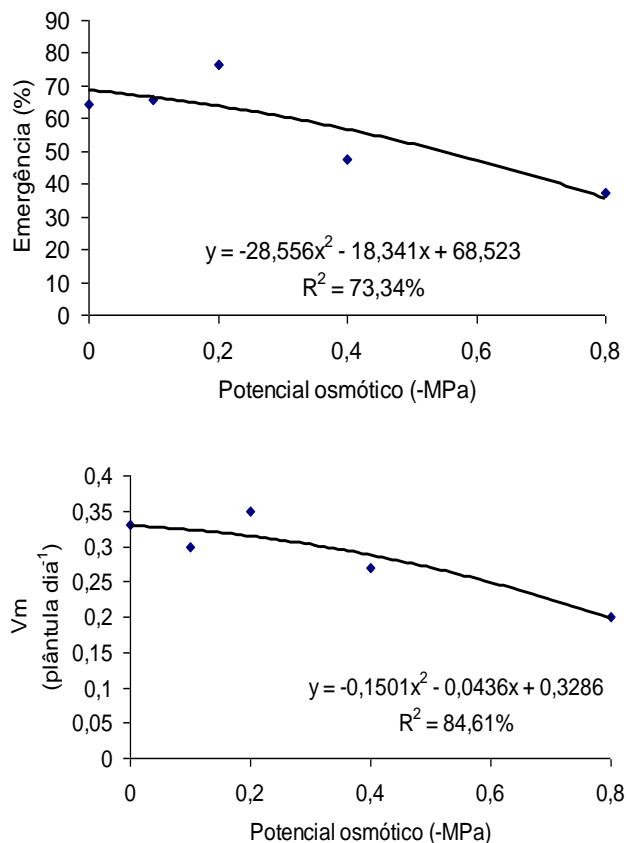 90
80
70
60
50
40
30
20
10
0
Emergência (%)
y = -28,556x² - 18,341x + 68,523
R² = 73,34%
0 0,2 0,4 0,6 0,8
Potencial osmótico (-MPa)
0,4
0,35
0,3
0,25
0,2
0,15
0,1
0,05
0
Vm
(plântula dia⁻¹)
y = -0,1501x² - 0,0436x + 0,3286
R² = 84,61%
0 0,2 0,4 0,6 0,8
Potencial osmótico (-MPa)